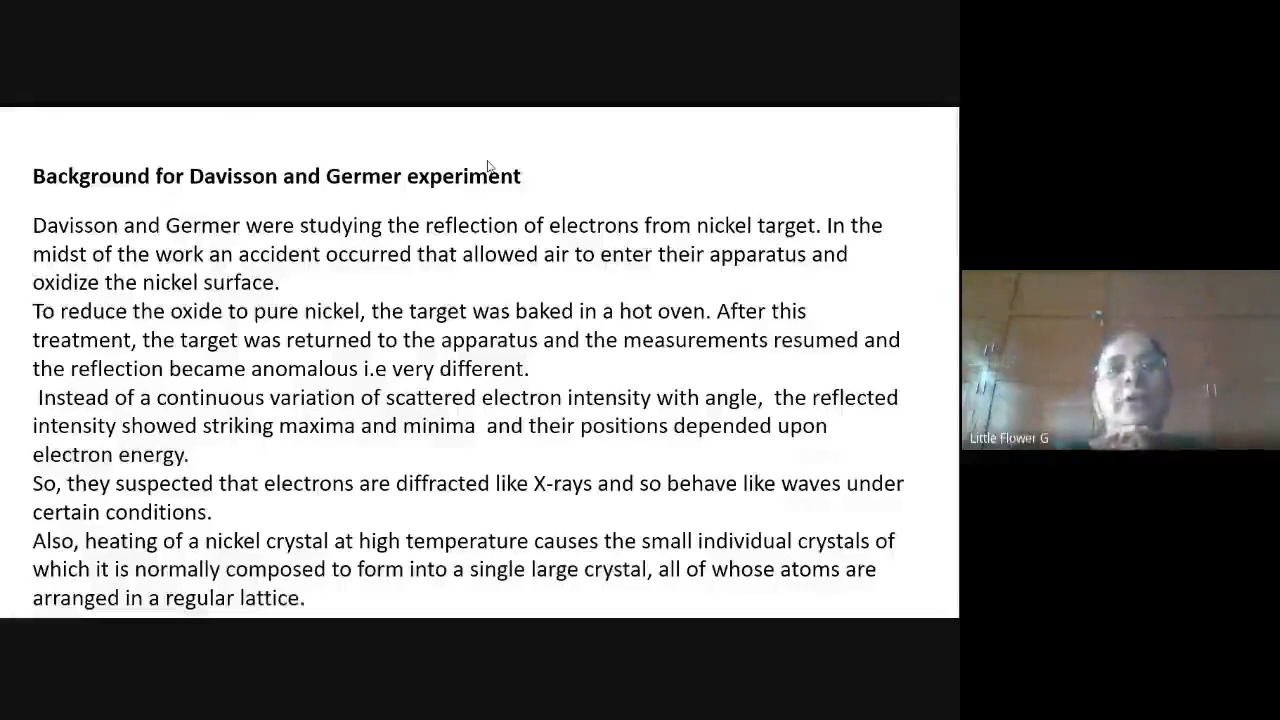 Background for Davisson and Germer experiment
Davisson and Germer were studying the reflection of electrons from nickel target. In the
midst of the work an accident occurred that allowed air to enter their apparatus and
oxidize the nickel surface.
To reduce the oxide to pure nickel, the target was baked in a hot oven. After this
treatment, the target was returned to the apparatus and the measurements resumed and
the reflection became anomalous i.e very different.
Instead of a continuous variation of scattered electron intensity with angle, the reflected
intensity showed striking maxima and minima and their positions depended upon
electron energy.
So, they suspected that electrons are diffracted like X-rays and so behave like waves under
certain conditions.
Also, heating of a nickel crystal at high temperature causes the small individual crystals of
which it is normally composed to form into a single large crystal, all of whose atoms are
arranged in a regular lattice.
Little Flower G